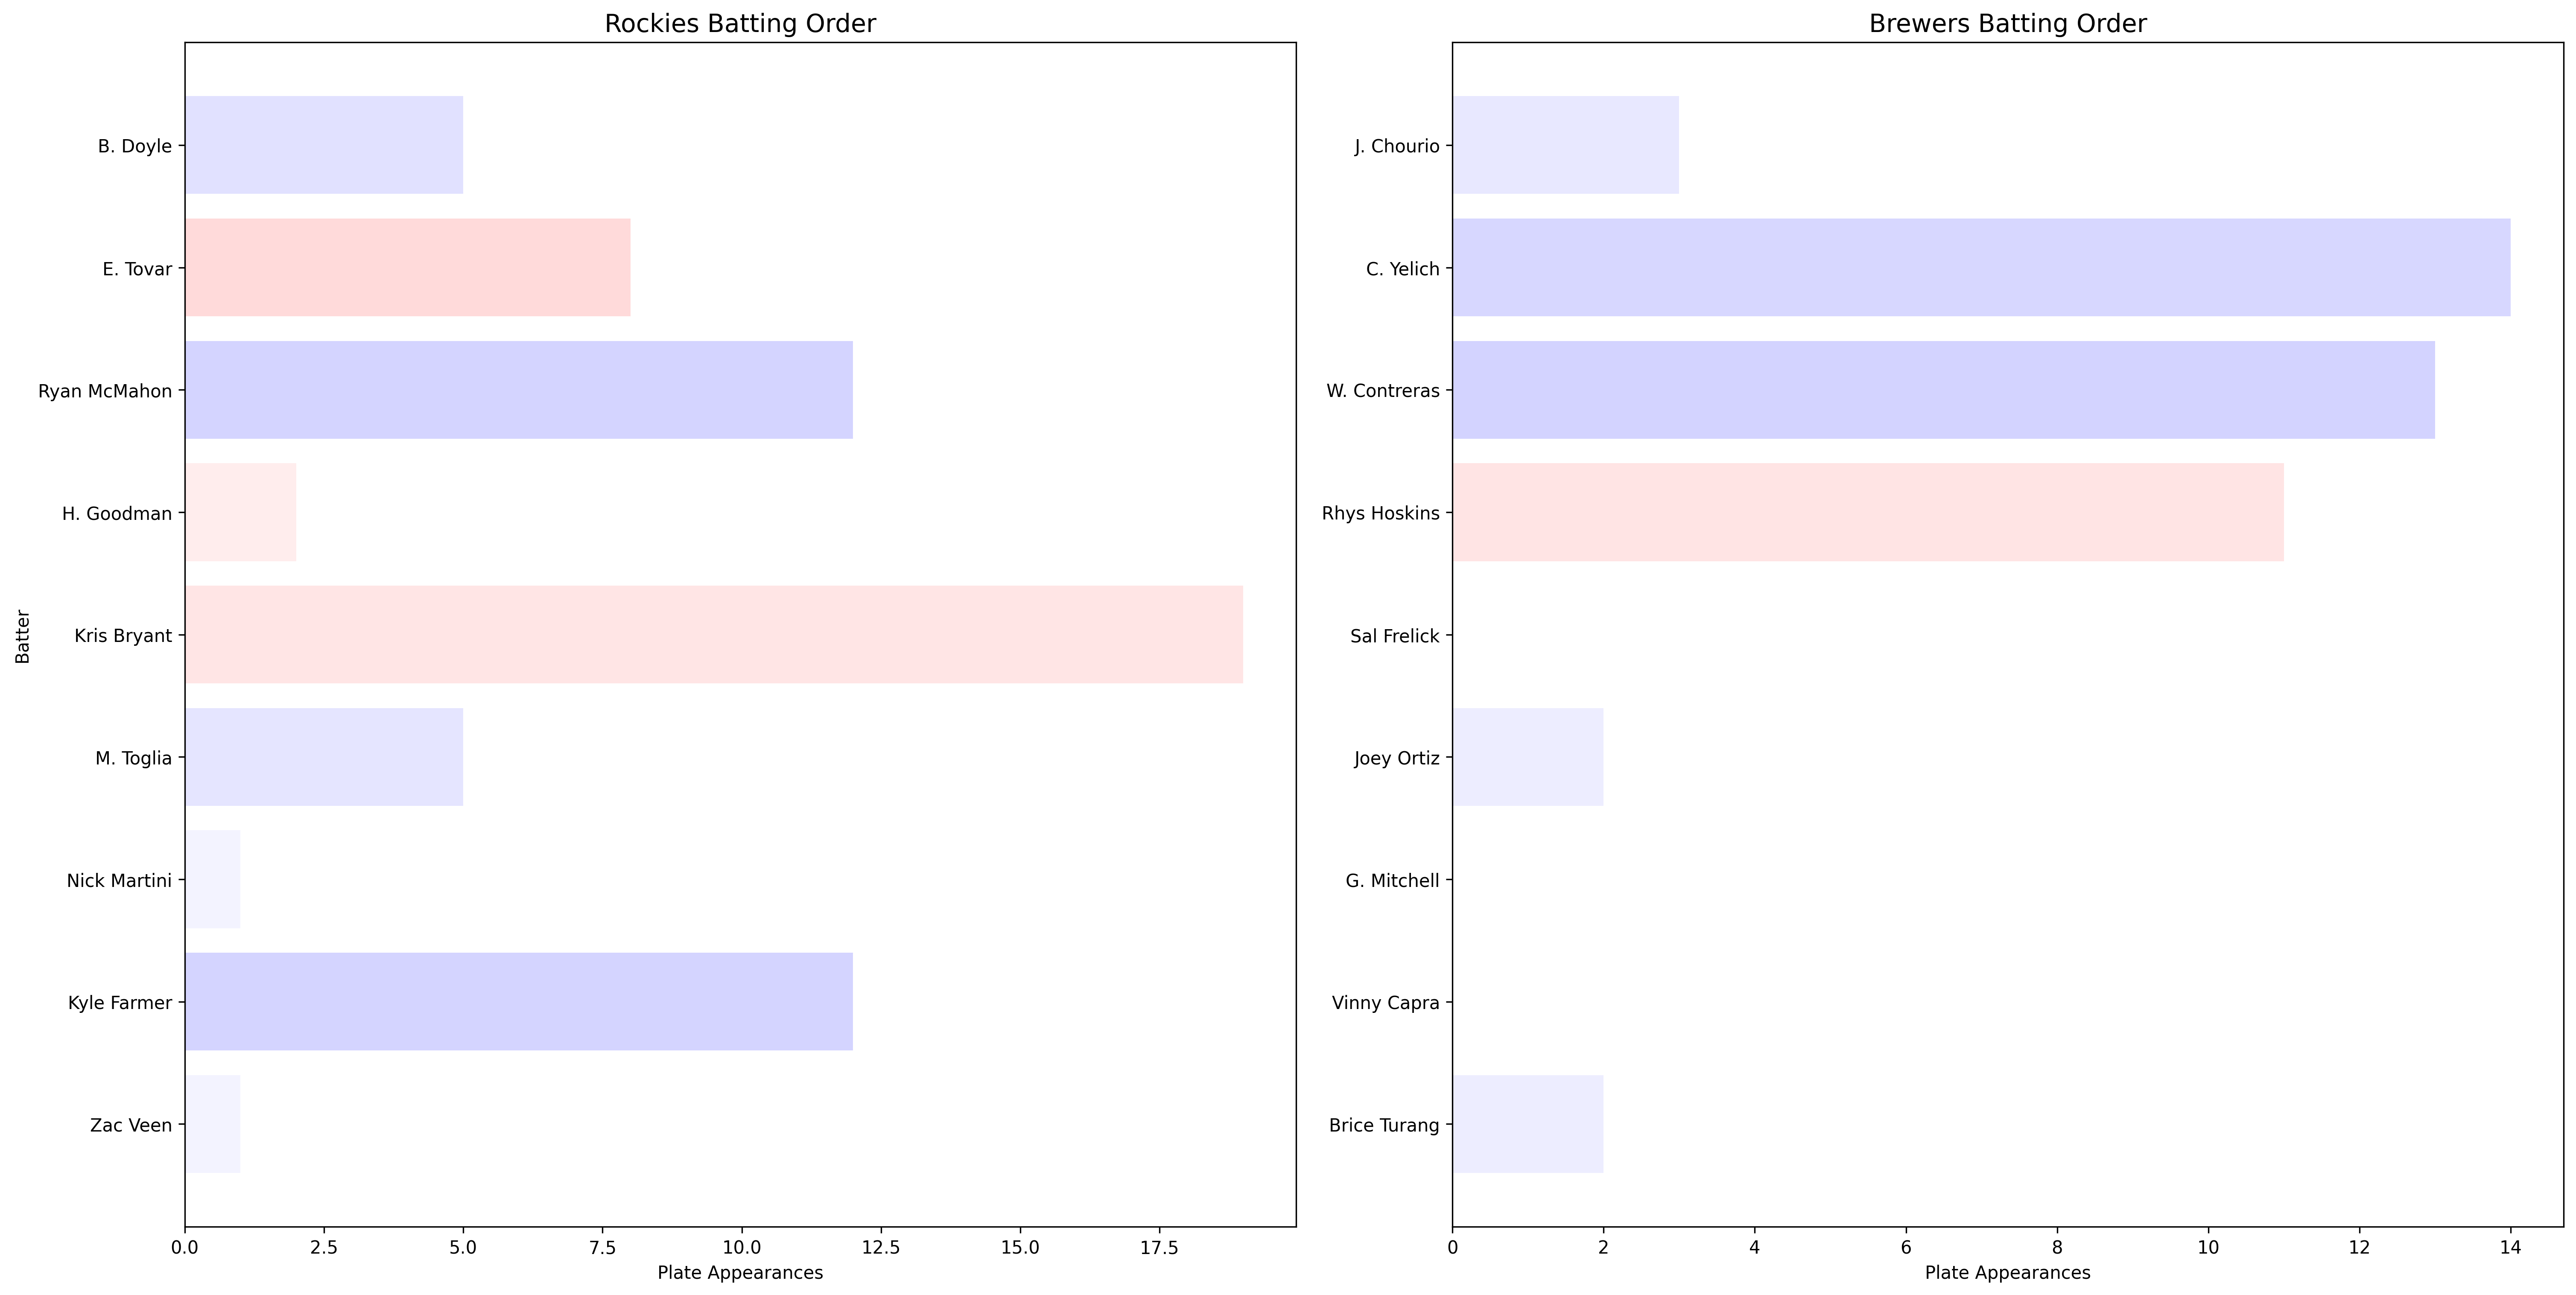 Rockies Batting Order
Batter
B. Doyle
E. Tovar
Ryan McMahon
H. Goodman
Kris Bryant
M. Toglia
Nick Martini
Kyle Farmer
Zac Veen
0.0 2.5 5.0 7.5 10.0 12.5 15.0 17.5
Plate Appearances
Brewers Batting Order
J. Chourio
C. Yelich
W. Contreras
Rhys Hoskins
Sal Frelick
Joey Ortiz
G. Mitchell
Vinny Capra
Brice Turang
0 2 4 6 8 10 12 14
Plate Appearances